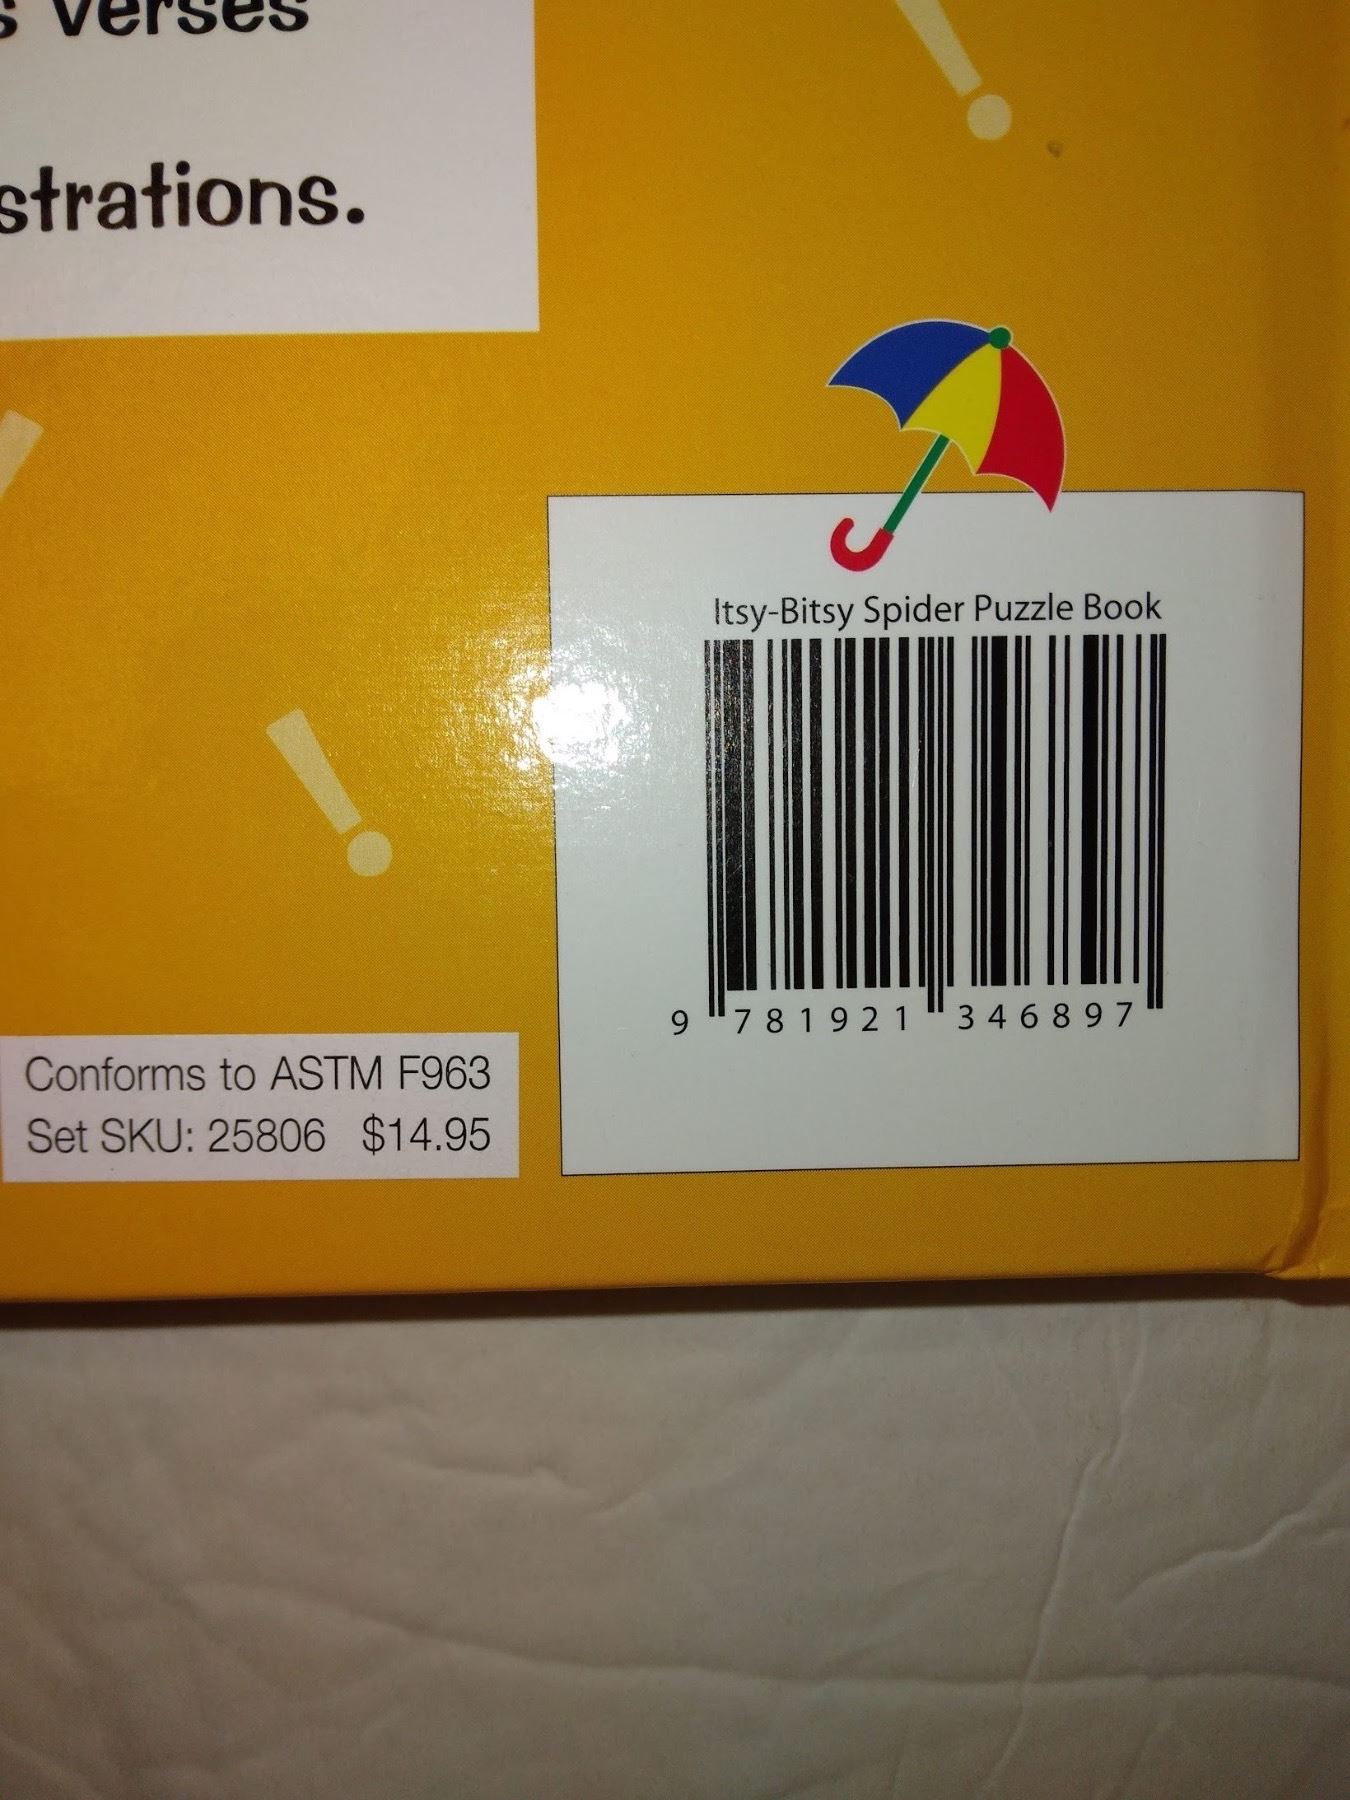 verses
strations.
Itsy-Bitsy Spider Puzzle Book
9 781921 346897
Conforms to ASTM F963
Set SKU: 25806 $14.95